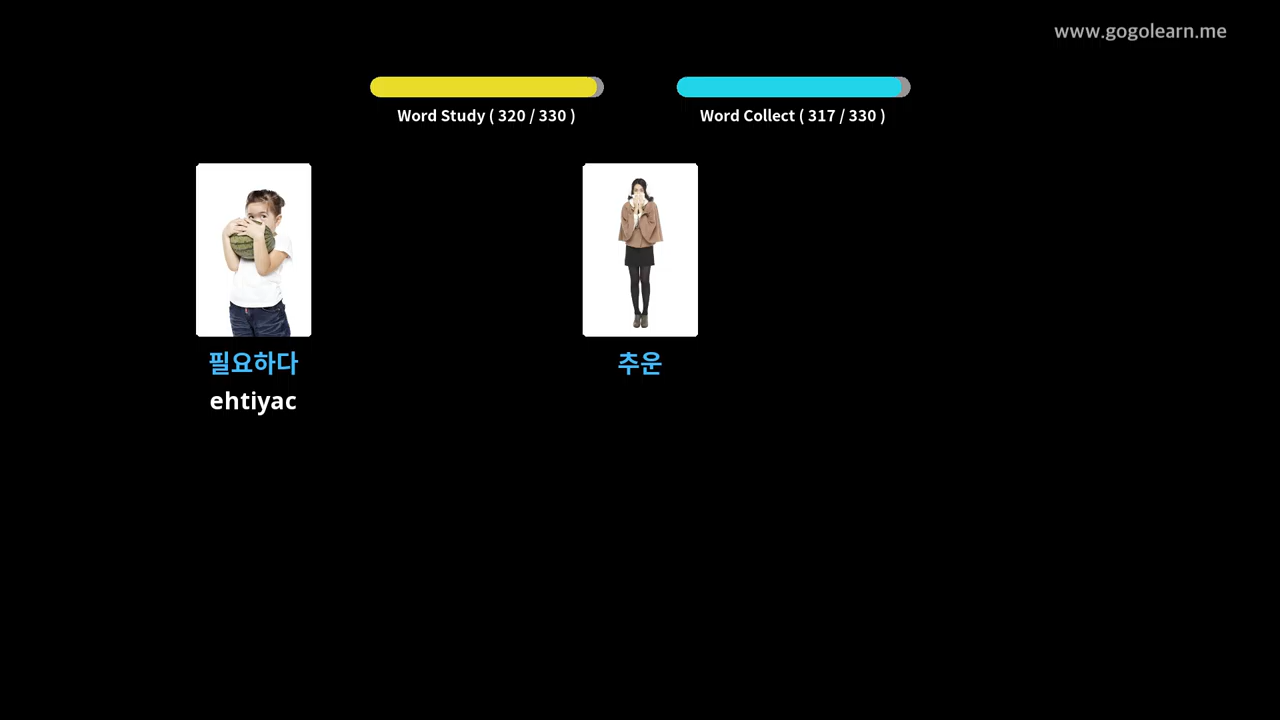 www.gogolearn.me
Word Study ( 320 / 330 )
Word Collect ( 317 / 330 )
필요하다
추운
ehtiyac